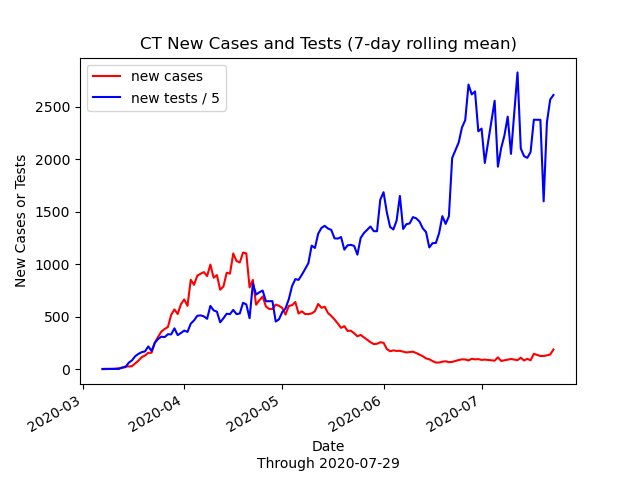 CT New Cases and Tests (7-day rolling mean)
new cases
new tests / 5
New Cases or Tests
2500
2000
1500
1000
500
0
2020-03
2020-04
2020-05
2020-06
2020-07
Date
Through 2020-07-29